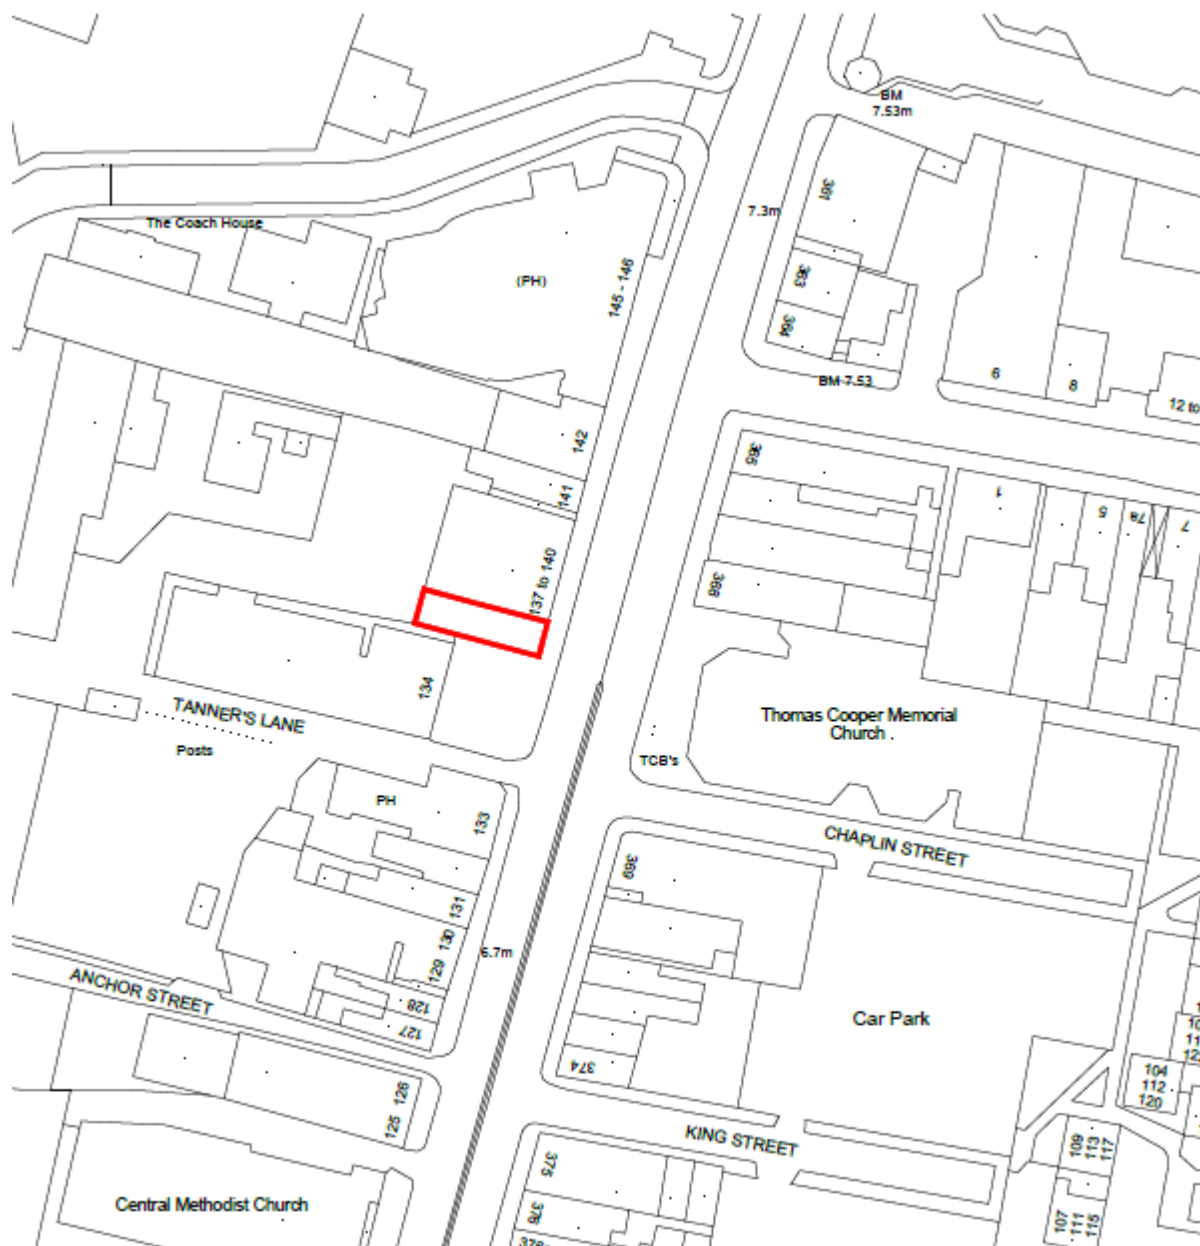 BM
7.53m
361
7.3m
The Coach House
363
(PH)
145 - 146
364
BM 7.53
6
8
12 to
142
365
141
1
5
7a
7
137 to 140
368
134
TANNER'S LANE
Posts
Thomas Cooper Memorial
Church
TCB's
PH
133
CHAPLIN STREET
369
131
130
129
128
127
6.7m
ANCHOR STREET
Car Park
374
104
112
120
126
125
KING STREET
109
113
117
375
376
Central Methodist Church
107
111
115